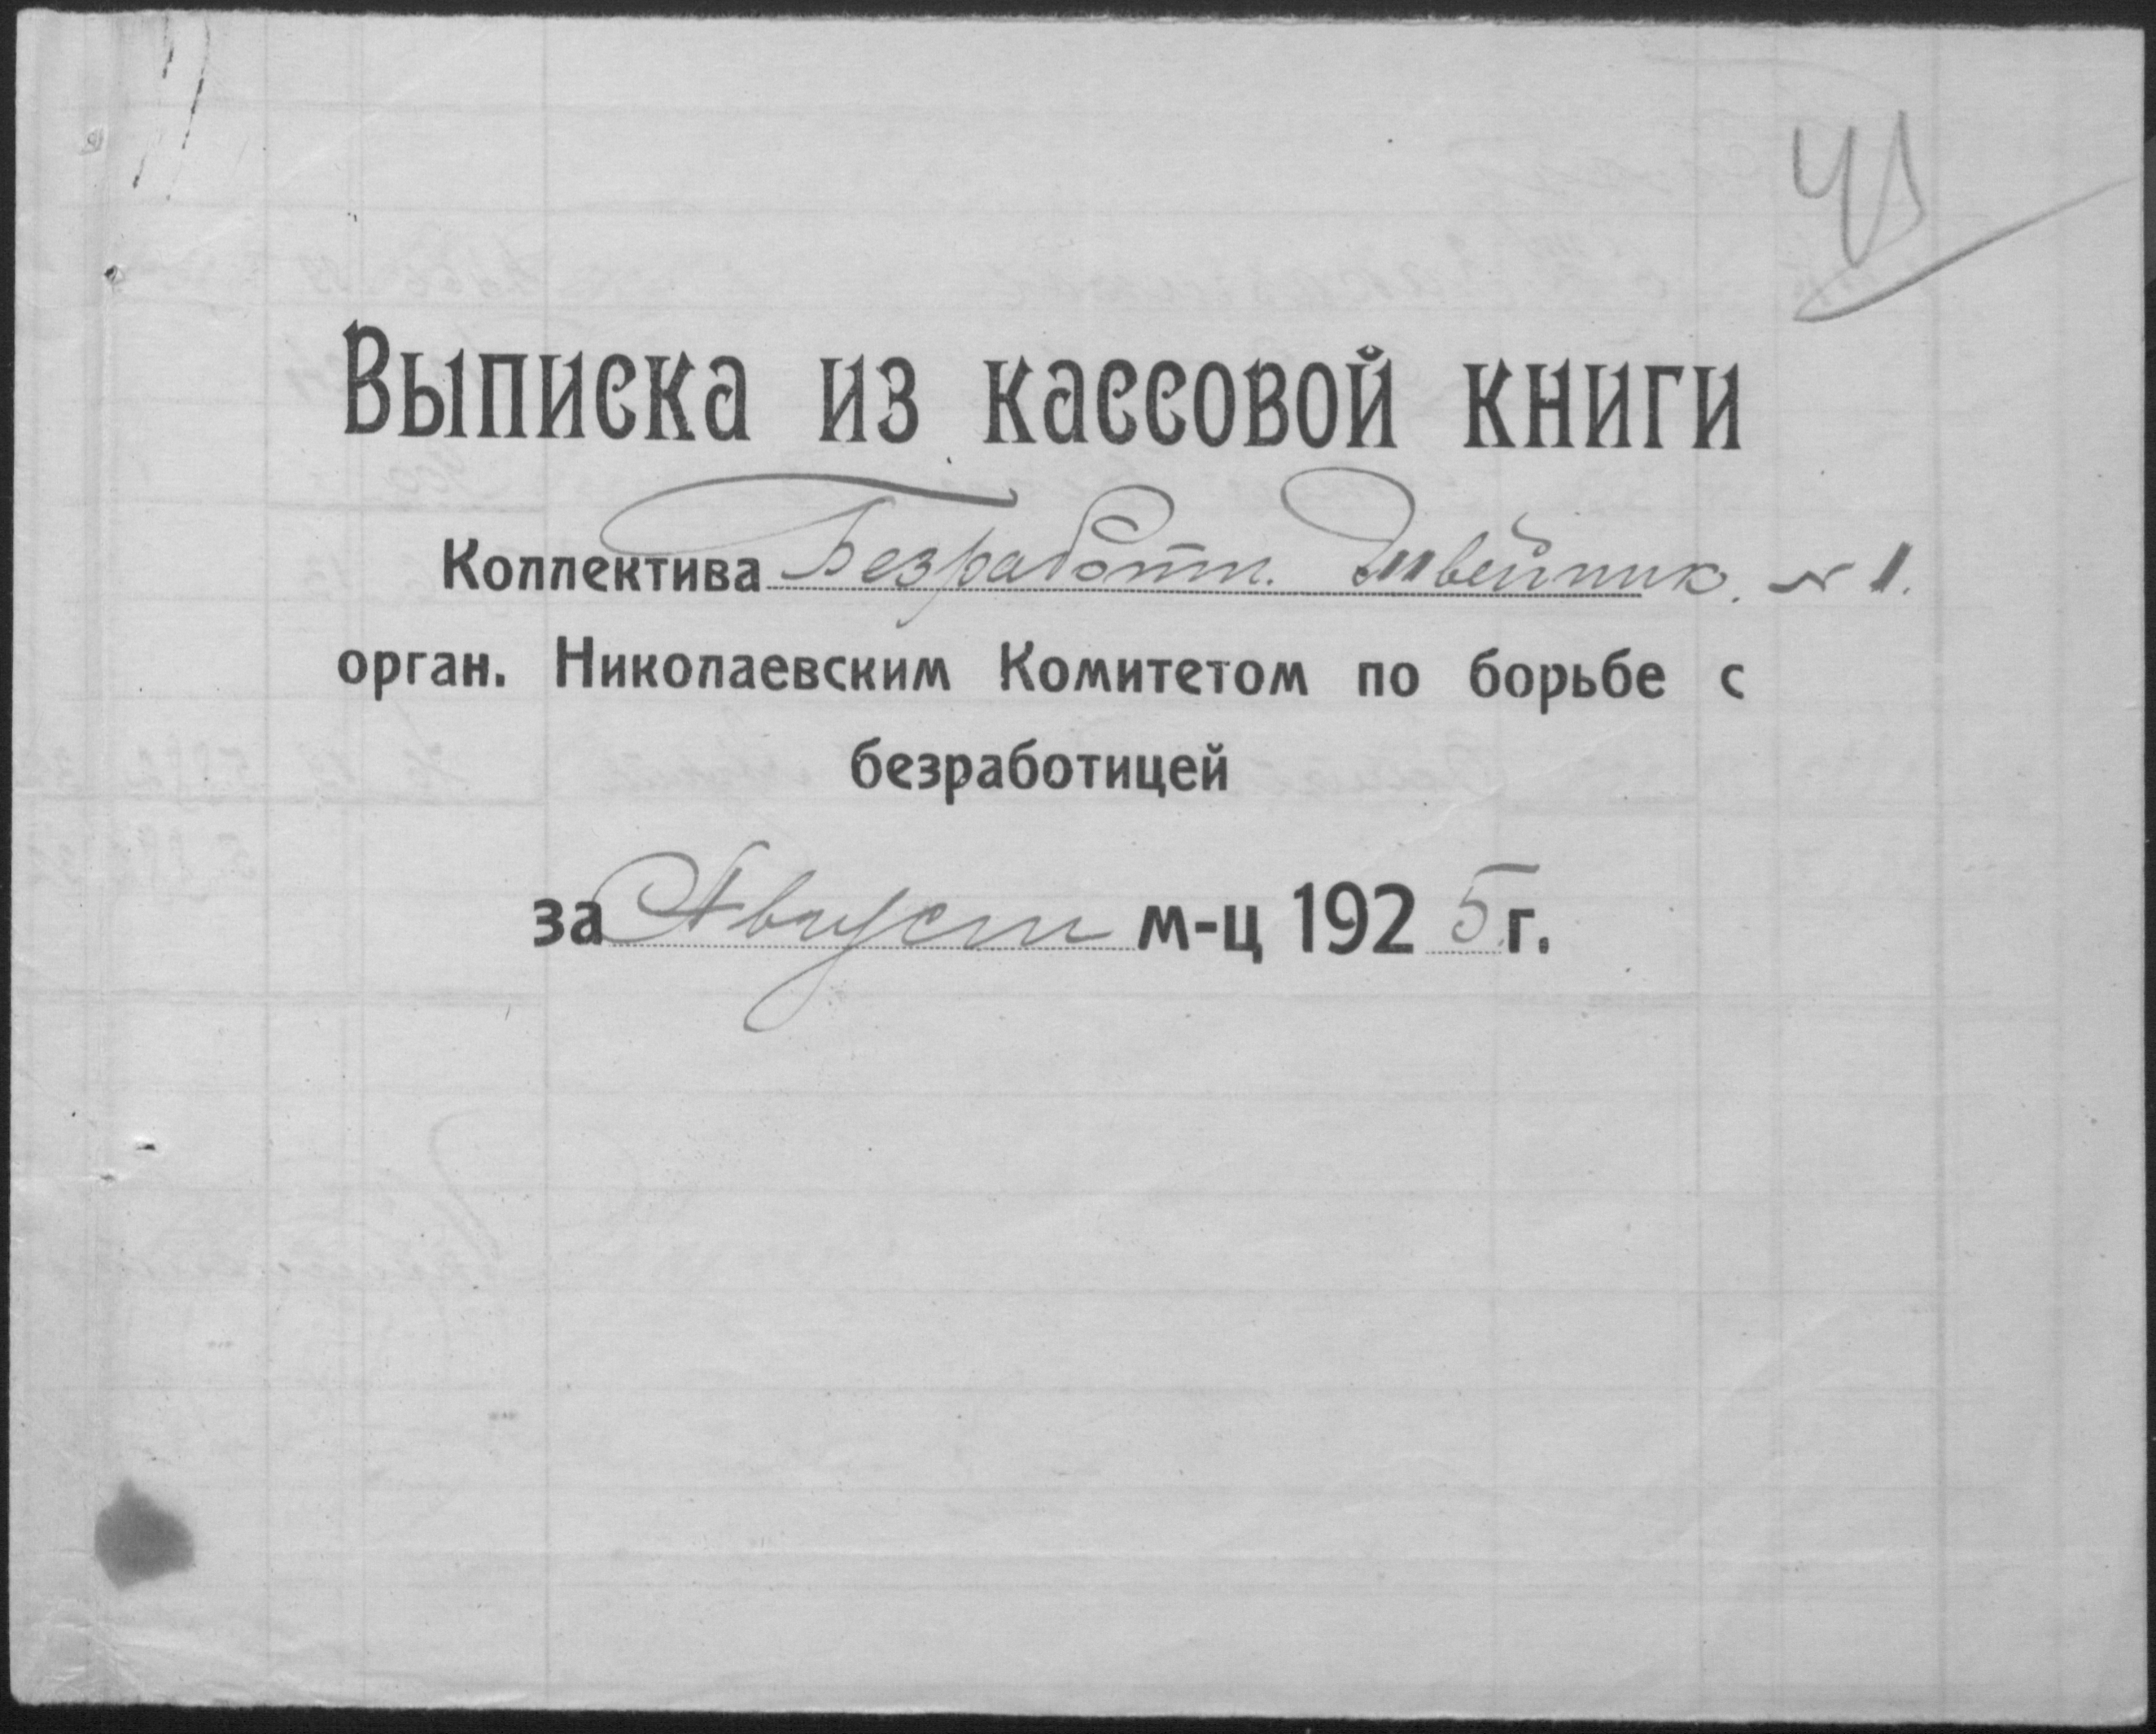 41
Выписка из кассовой книги
Коллектива Безработн. Швейник. № 1.
орган. Николаевским Комитетом по борьбе с
безработицей
за Август м-ц 1925 г.